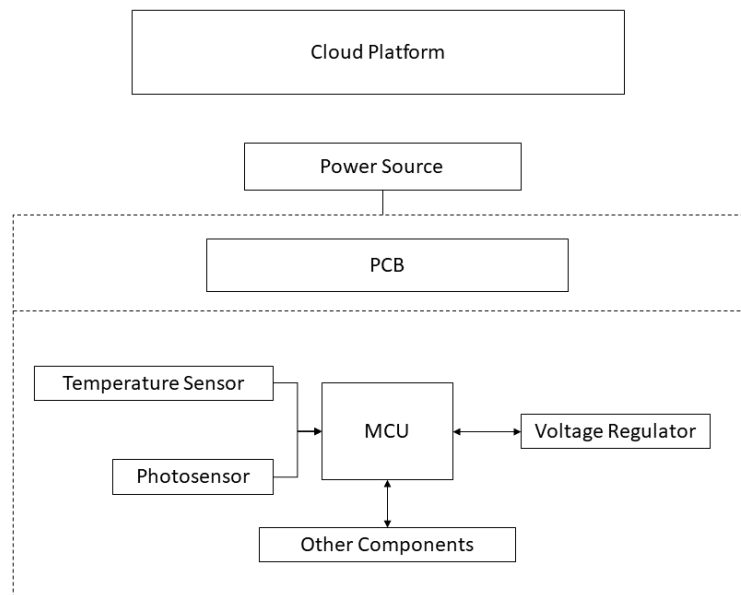 Cloud Platform
Power Source
PCB
Temperature Sensor
MCU
Voltage Regulator
Photosensor
Other Components